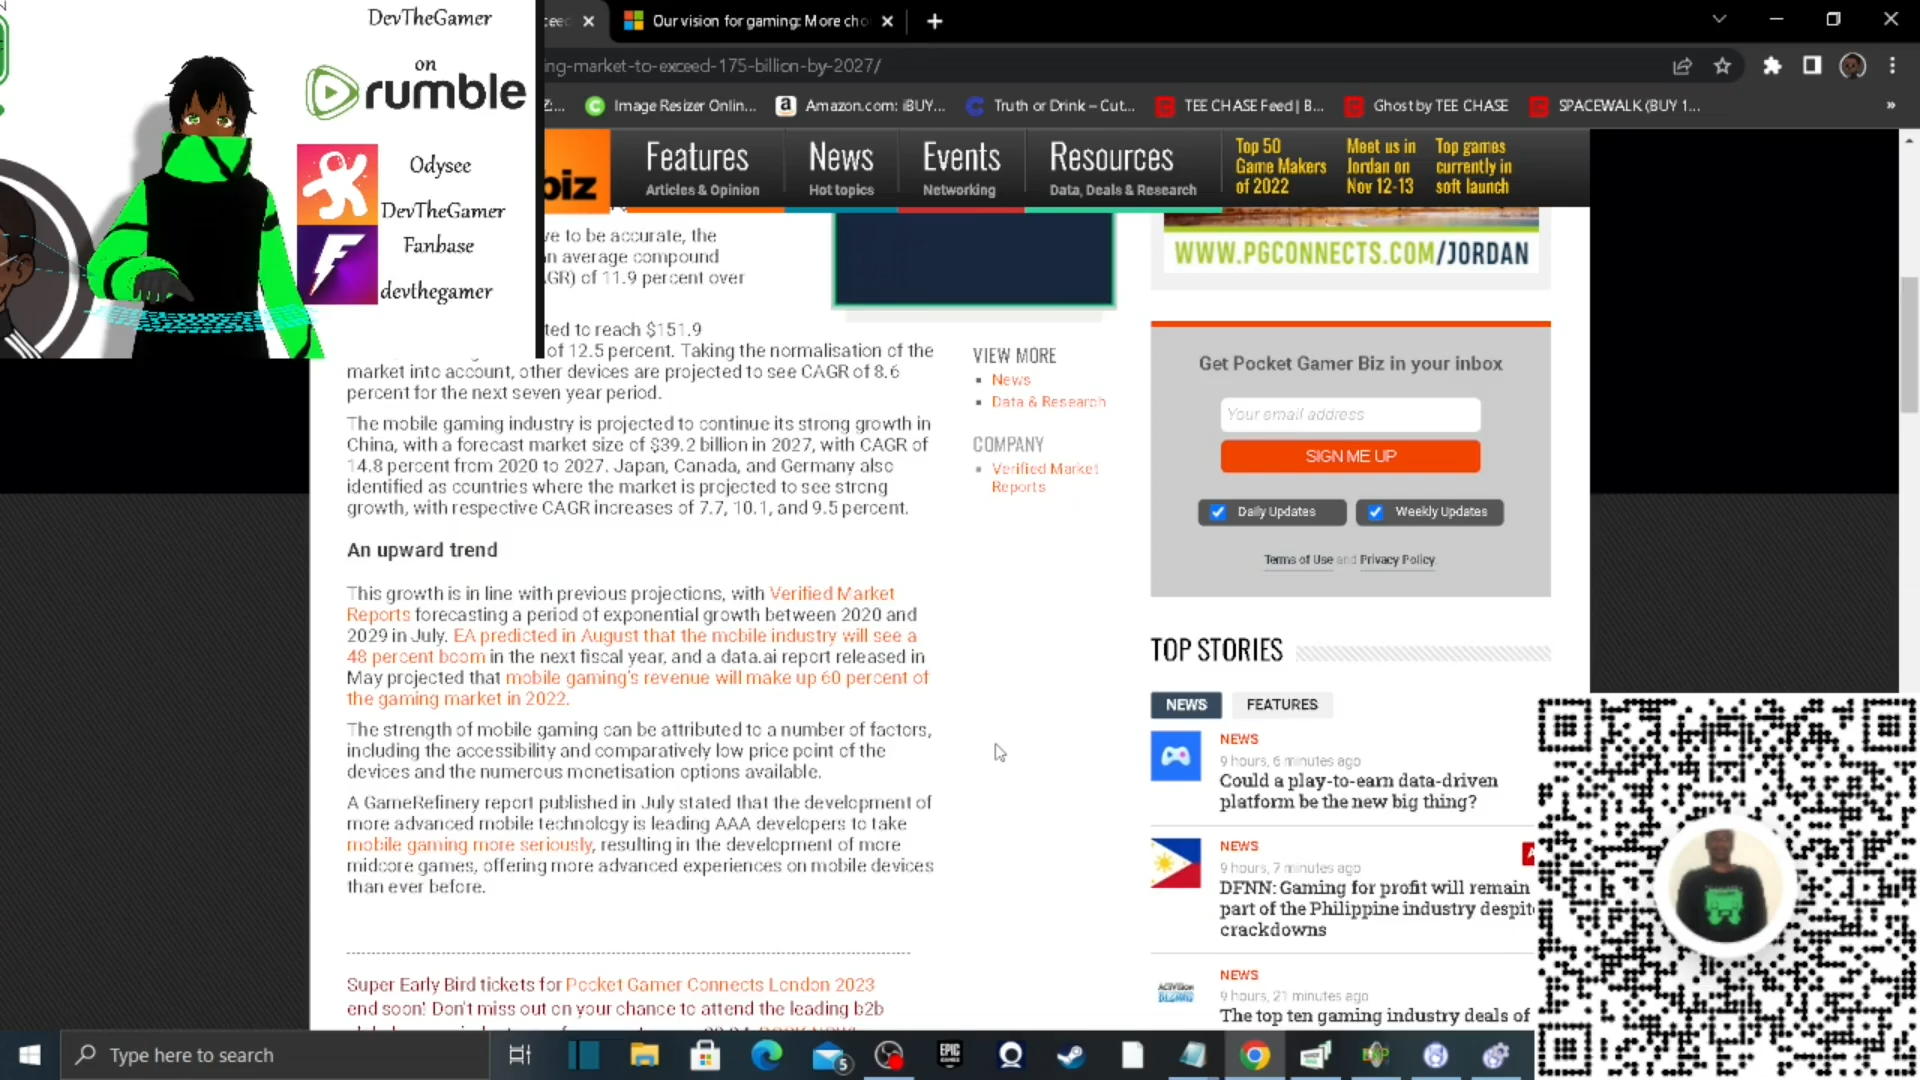 DevTheGamer
on
rumble
Odysee
DevTheGamer
Fanbase
devthegamer
Our vision for gaming: More cho
ng-market-to-exceed-175-billion-by-2027/
Image Resizer Onlin...
Amazon.com: iBUY...
Truth or Drink – Cut...
TEE CHASE Feed | B...
Ghost by TEE CHASE
SPACEWALK (BUY 1...
biz
Features
Articles & Opinion
News
Hot topics
Events
Networking
Resources
Data, Deals & Research
Top 50
Game Makers
of 2022
Meet us in
Jordan on
Nov 12-13
Top games
currently in
soft launch
ve to be accurate, the
n average compound
GR) of 11.9 percent over
ted to reach $151.9
of 12.5 percent. Taking the normalisation of the
market into account, other devices are projected to see CAGR of 8.6
percent for the next seven year period.
The mobile gaming industry is projected to continue its strong growth in
China, with a forecast market size of $39.2 billion in 2027, with CAGR of
14.8 percent from 2020 to 2027. Japan, Canada, and Germany also
identified as countries where the market is projected to see strong
growth, with respective CAGR increases of 7.7, 10.1, and 9.5 percent.
An upward trend
This growth is in line with previous projections, with Verified Market
Reports forecasting a period of exponential growth between 2020 and
2029 in July. EA predicted in August that the mobile industry will see a
48 percent boom in the next fiscal year, and a data.ai report released in
May projected that mobile gaming's revenue will make up 60 percent of
the gaming market in 2022.
The strength of mobile gaming can be attributed to a number of factors,
including the accessibility and comparatively low price point of the
devices and the numerous monetisation options available.
A GameRefinery report published in July stated that the development of
more advanced mobile technology is leading AAA developers to take
mobile gaming more seriously, resulting in the development of more
midcore games, offering more advanced experiences on mobile devices
than ever before.
Super Early Bird tickets for Pocket Gamer Connects London 2023
end soon! Don't miss out on your chance to attend the leading b2b
VIEW MORE
News
Data & Research
COMPANY
Verified Market
Reports
WWW.PGCONNECTS.COM/JORDAN
Get Pocket Gamer Biz in your inbox
Your email address
SIGN ME UP
Daily Updates
Weekly Updates
Terms of Use and Privacy Policy
TOP STORIES
NEWS
FEATURES
NEWS
9 hours, 6 minutes ago
Could a play-to-earn data-driven
platform be the new big thing?
NEWS
9 hours, 7 minutes ago
DFNN: Gaming for profit will remain
part of the Philippine industry despit
crackdowns
ACTIVISION
BLIZZARD
NEWS
9 hours, 21 minutes ago
The top ten gaming industry deals of
Type here to search
5
EPIC
GAMES